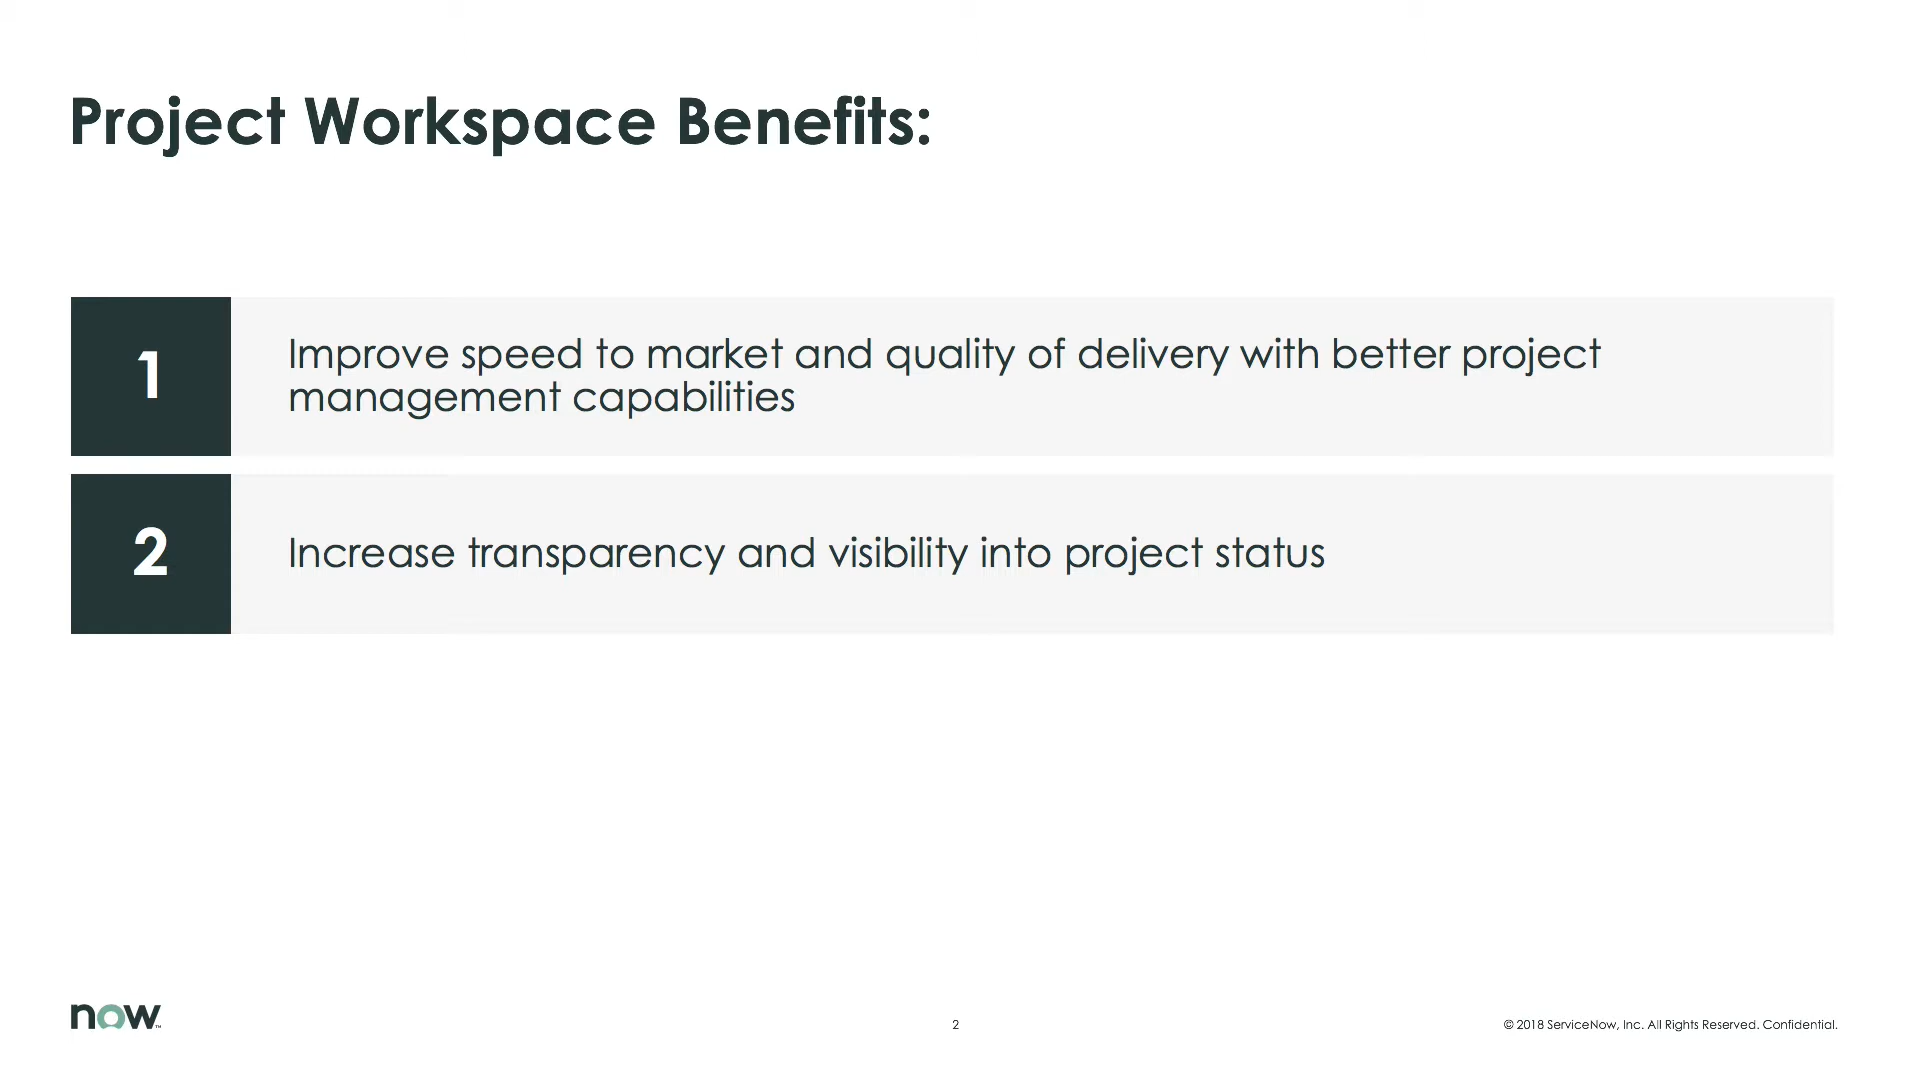 Project Workspace Benefits:
1
Improve speed to market and quality of delivery with better project
management capabilities
2
Increase transparency and visibility into project status
now™
2
© 2018 ServiceNow, Inc. All Rights Reserved. Confidential.